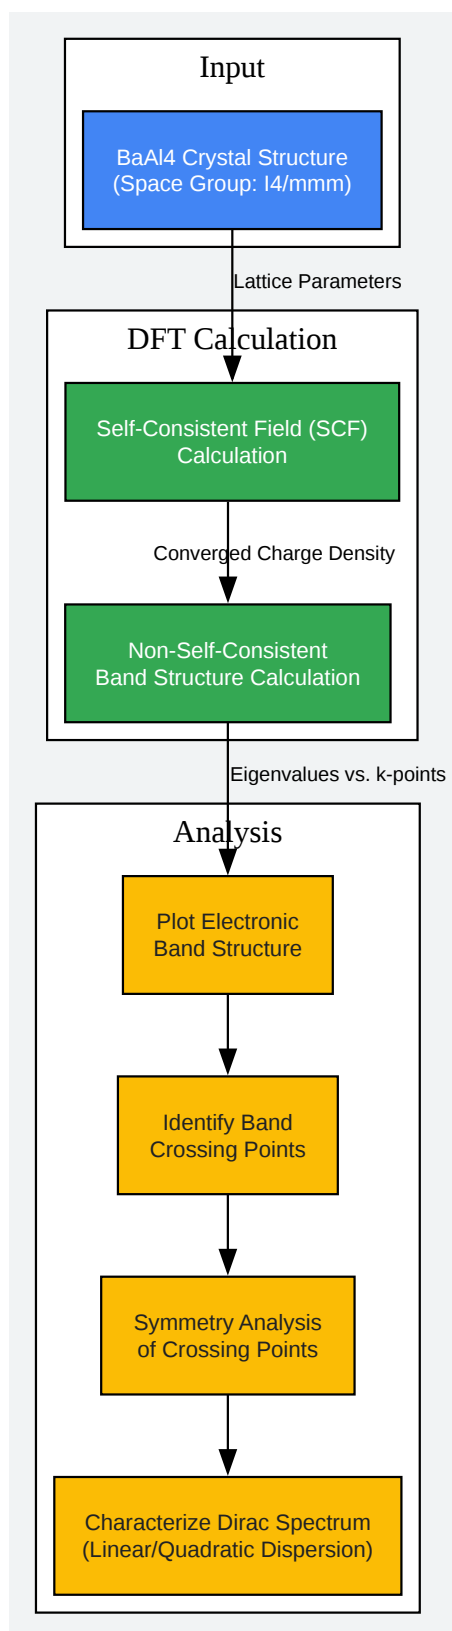 Input
BaAl4 Crystal Structure
(Space Group: I4/mmm)
Lattice Parameters
DFT Calculation
Self-Consistent Field (SCF)
Calculation
Converged Charge Density
Non-Self-Consistent
Band Structure Calculation
Eigenvalues vs. k-points
Analysis
Plot Electronic
Band Structure
Identify Band
Crossing Points
Symmetry Analysis
of Crossing Points
Characterize Dirac Spectrum
(Linear/Quadratic Dispersion)